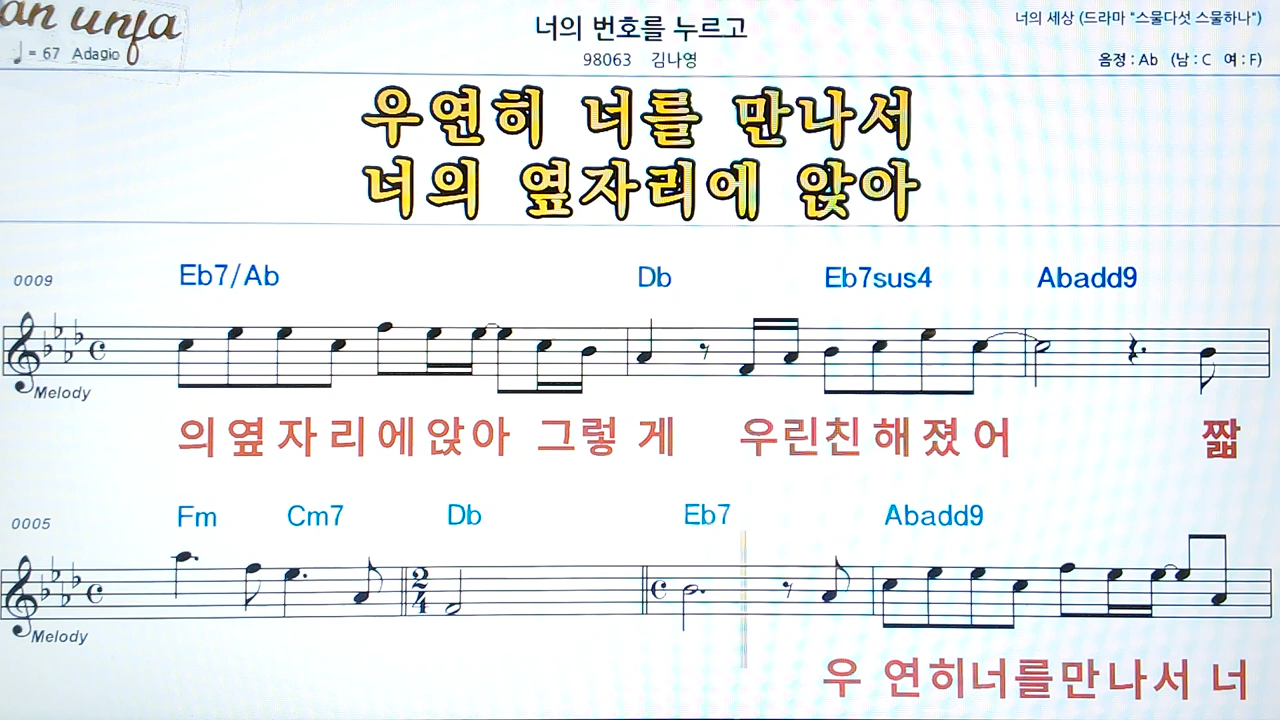 an unfa
♩= 67 Adagio
너의 번호를 누르고
98063 김나영
너의 세상 (드라마 "스물다섯 스물하나")
음정 : Ab (남 : C 여 : F)
우연히 너를 만나서
너의 옆자리에 앉아
0009
Eb7/Ab Db Eb7sus4 Abadd9
Melody
의 옆 자 리 에 앉 아 그렇 게 우린친 해 졌 어 짧
0005
Fm Cm7 Db Eb7 Abadd9
2
4
Melody
우 연히너를만나서 너